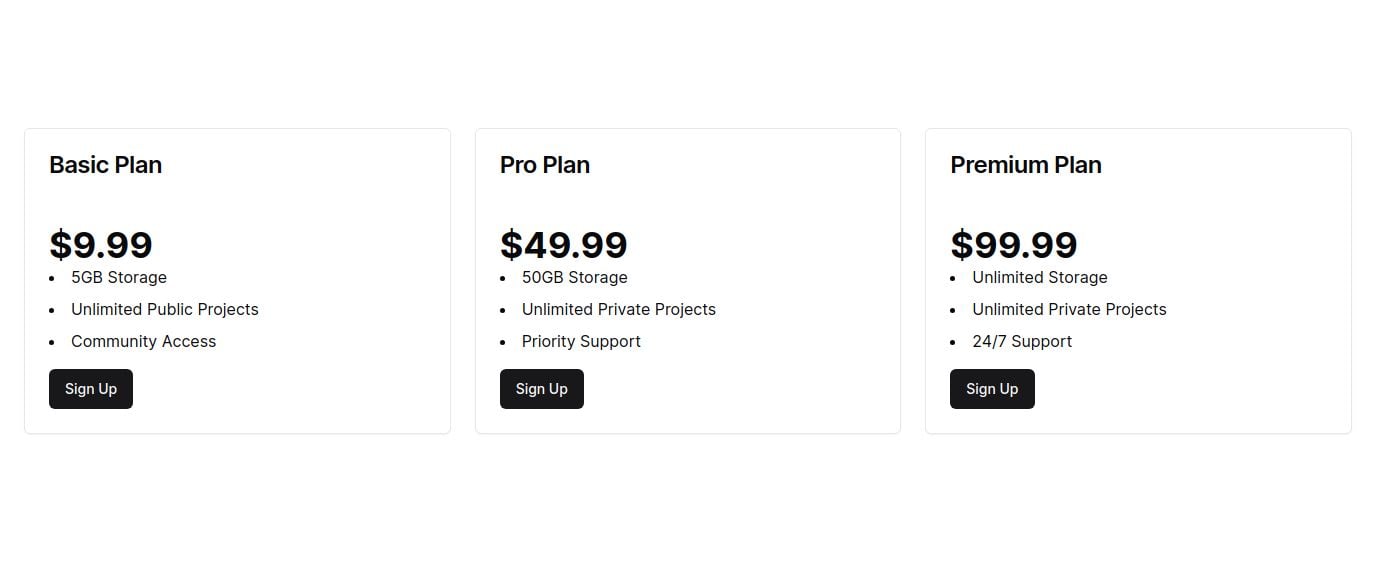 Basic Plan
$9.99
5GB Storage
Unlimited Public Projects
Community Access
Sign Up
Pro Plan
$49.99
50GB Storage
Unlimited Private Projects
Priority Support
Sign Up
Premium Plan
$99.99
Unlimited Storage
Unlimited Private Projects
24/7 Support
Sign Up